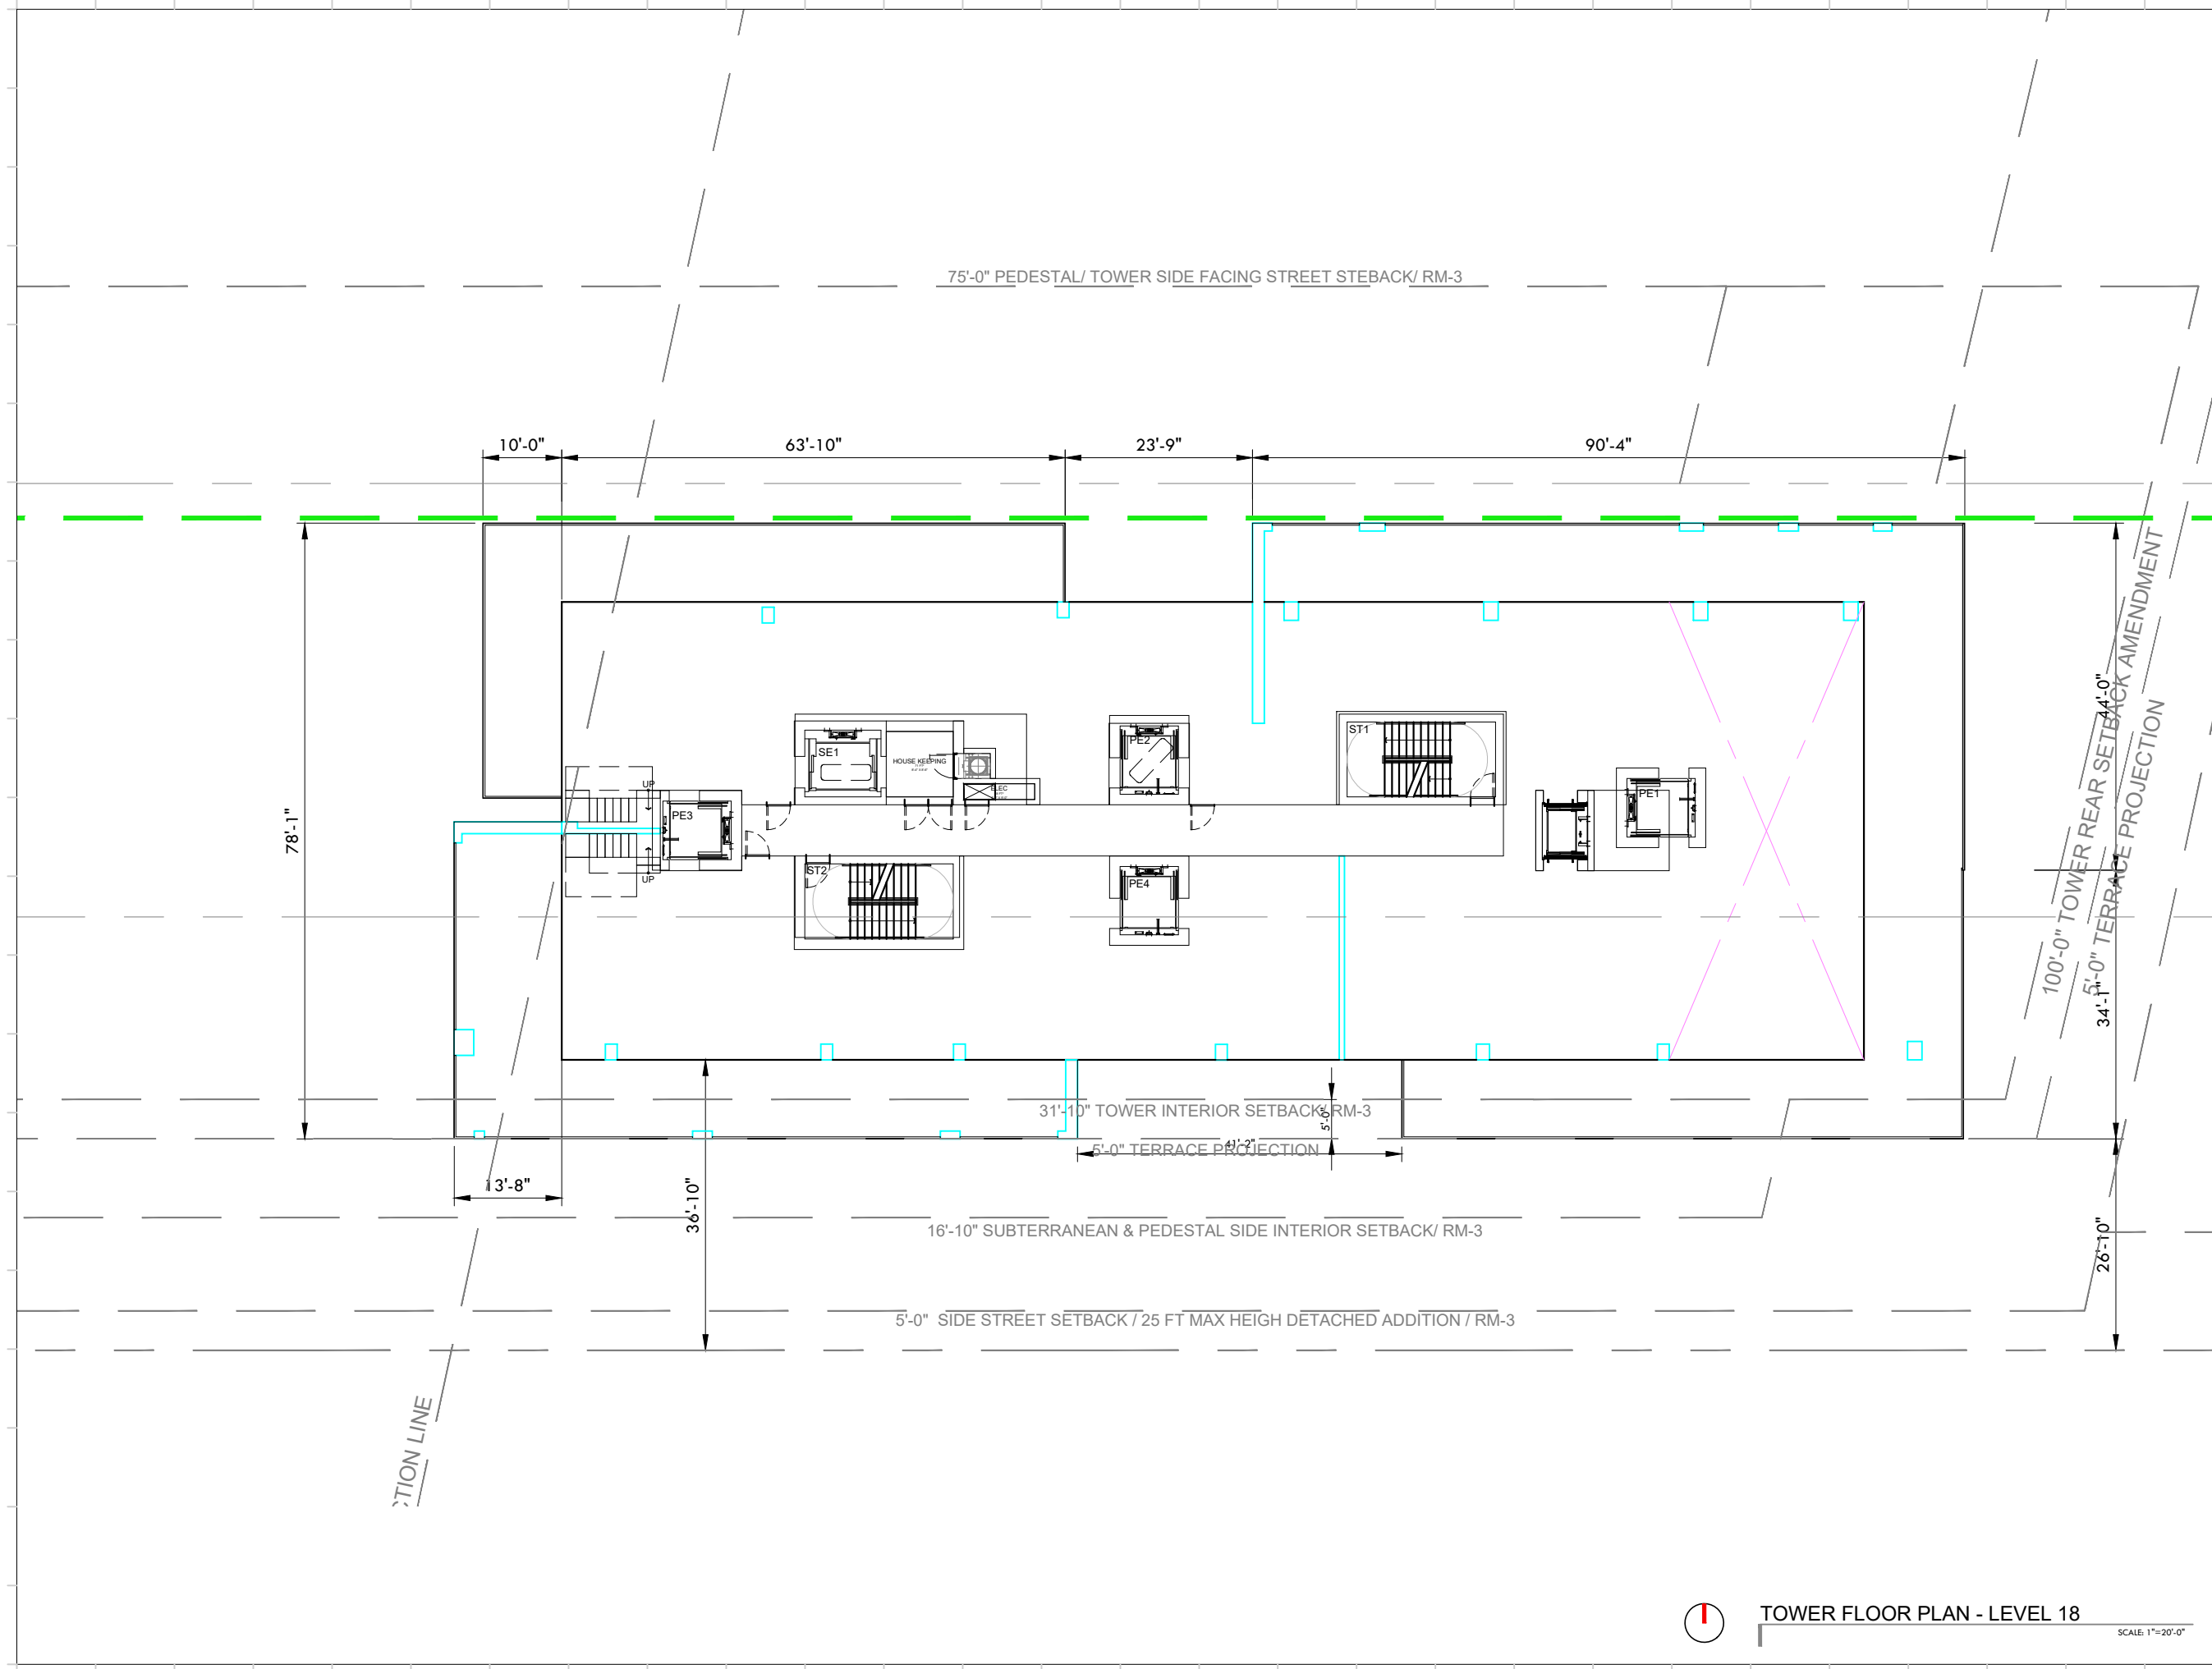 75'-0" PEDESTAL/ TOWER SIDE FACING STREET STEBACK/ RM-3
10'-0"
63'-10"
23'-9"
90'-4"
78'-1"
44'-0"
34'-1"
26'-10"
100'-0" TOWER REAR SETBACK AMENDMENT
5'-0" TERRACE PROJECTION
SE1
HOUSE KEEPING
ELEC
PE2
ST1
PE1
UP
PE3
UP
ST2
PE4
31'-10" TOWER INTERIOR SETBACK/ RM-3
5'-0"
41'-2"
5'-0" TERRACE PROJECTION
13'-8"
36'-10"
16'-10" SUBTERRANEAN & PEDESTAL SIDE INTERIOR SETBACK/ RM-3
5'-0" SIDE STREET SETBACK / 25 FT MAX HEIGH DETACHED ADDITION / RM-3
CTION LINE
TOWER FLOOR PLAN - LEVEL 18
SCALE: 1"=20'-0"